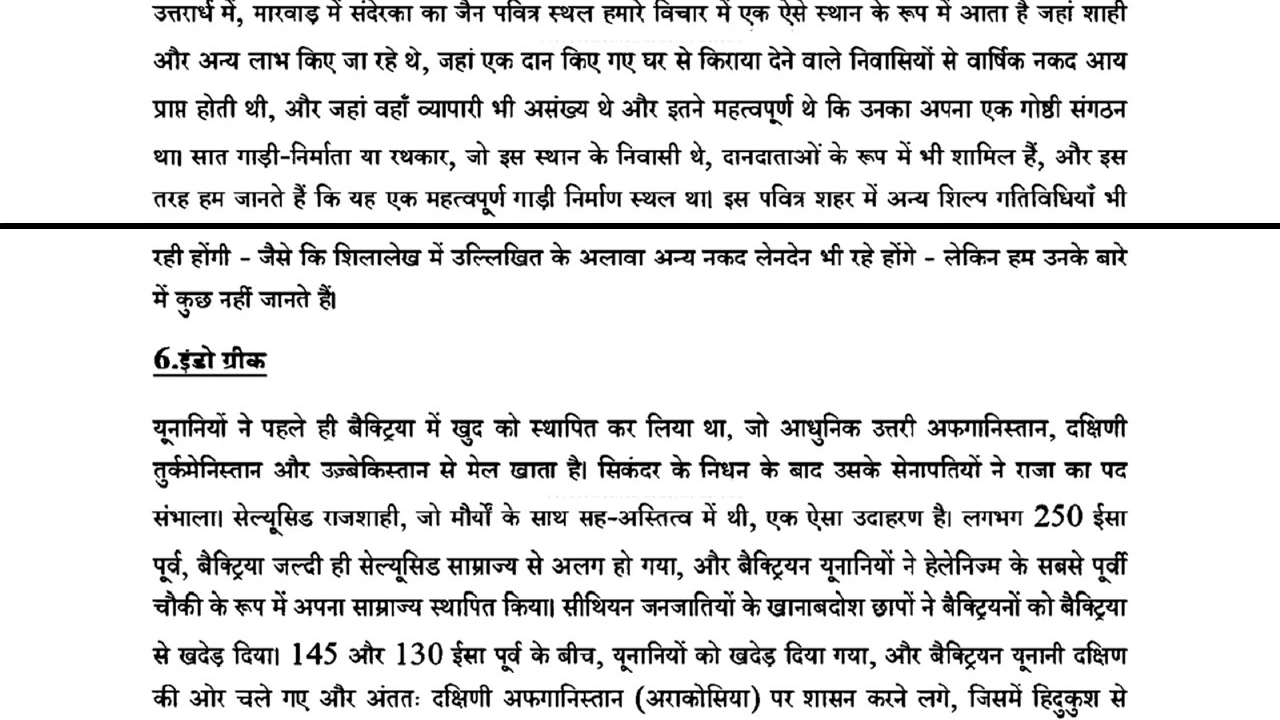 उत्तरार्ध में, मारवाड़ में संदेरका का जैन पवित्र स्थल हमारे विचार में एक ऐसे स्थान के रूप में आता है जहां शाही
और अन्य लाभ किए जा रहे थे, जहां एक दान किए गए घर से किराया देने वाले निवासियों से वार्षिक नकद आय
प्राप्त होती थी, और जहां वहाँ व्यापारी भी असंख्य थे और इतने महत्वपूर्ण थे कि उनका अपना एक गोष्ठी संगठन
था। सात गाड़ी-निर्माता या रथकार, जो इस स्थान के निवासी थे, दानदाताओं के रूप में भी शामिल हैं, और इस
तरह हम जानते हैं कि यह एक महत्वपूर्ण गाड़ी निर्माण स्थल था। इस पवित्र शहर में अन्य शिल्प गतिविधियाँ भी
रही होंगी - जैसे कि शिलालेख में उल्लिखित के अलावा अन्य नकद लेनदेन भी रहे होंगे - लेकिन हम उनके बारे
में कुछ नहीं जानते हैं।
6.इंडो ग्रीक
यूनानियों ने पहले ही बैक्ट्रिया में खुद को स्थापित कर लिया था, जो आधुनिक उत्तरी अफगानिस्तान, दक्षिणी
तुर्कमेनिस्तान और उज़्बेकिस्तान से मेल खाता है। सिकंदर के निधन के बाद उसके सेनापतियों ने राजा का पद
संभाला। सेल्यूसिड राजशाही, जो मौर्यों के साथ सह-अस्तित्व में थी, एक ऐसा उदाहरण है। लगभग 250 ईसा
पूर्व, बैक्ट्रिया जल्दी ही सेल्यूसिड साम्राज्य से अलग हो गया, और बैक्ट्रियन यूनानियों ने हेलेनिज्म के सबसे पूर्वी
चौकी के रूप में अपना साम्राज्य स्थापित किया। सीथियन जनजातियों के खानाबदोश छापों ने बैक्ट्रियनों को बैक्ट्रिया
से खदेड़ दिया। 145 और 130 ईसा पूर्व के बीच, यूनानियों को खदेड़ दिया गया, और बैक्ट्रियन यूनानी दक्षिण
की ओर चले गए और अंततः दक्षिणी अफगानिस्तान (अराकोसिया) पर शासन करने लगे, जिसमें हिंदुकुश से